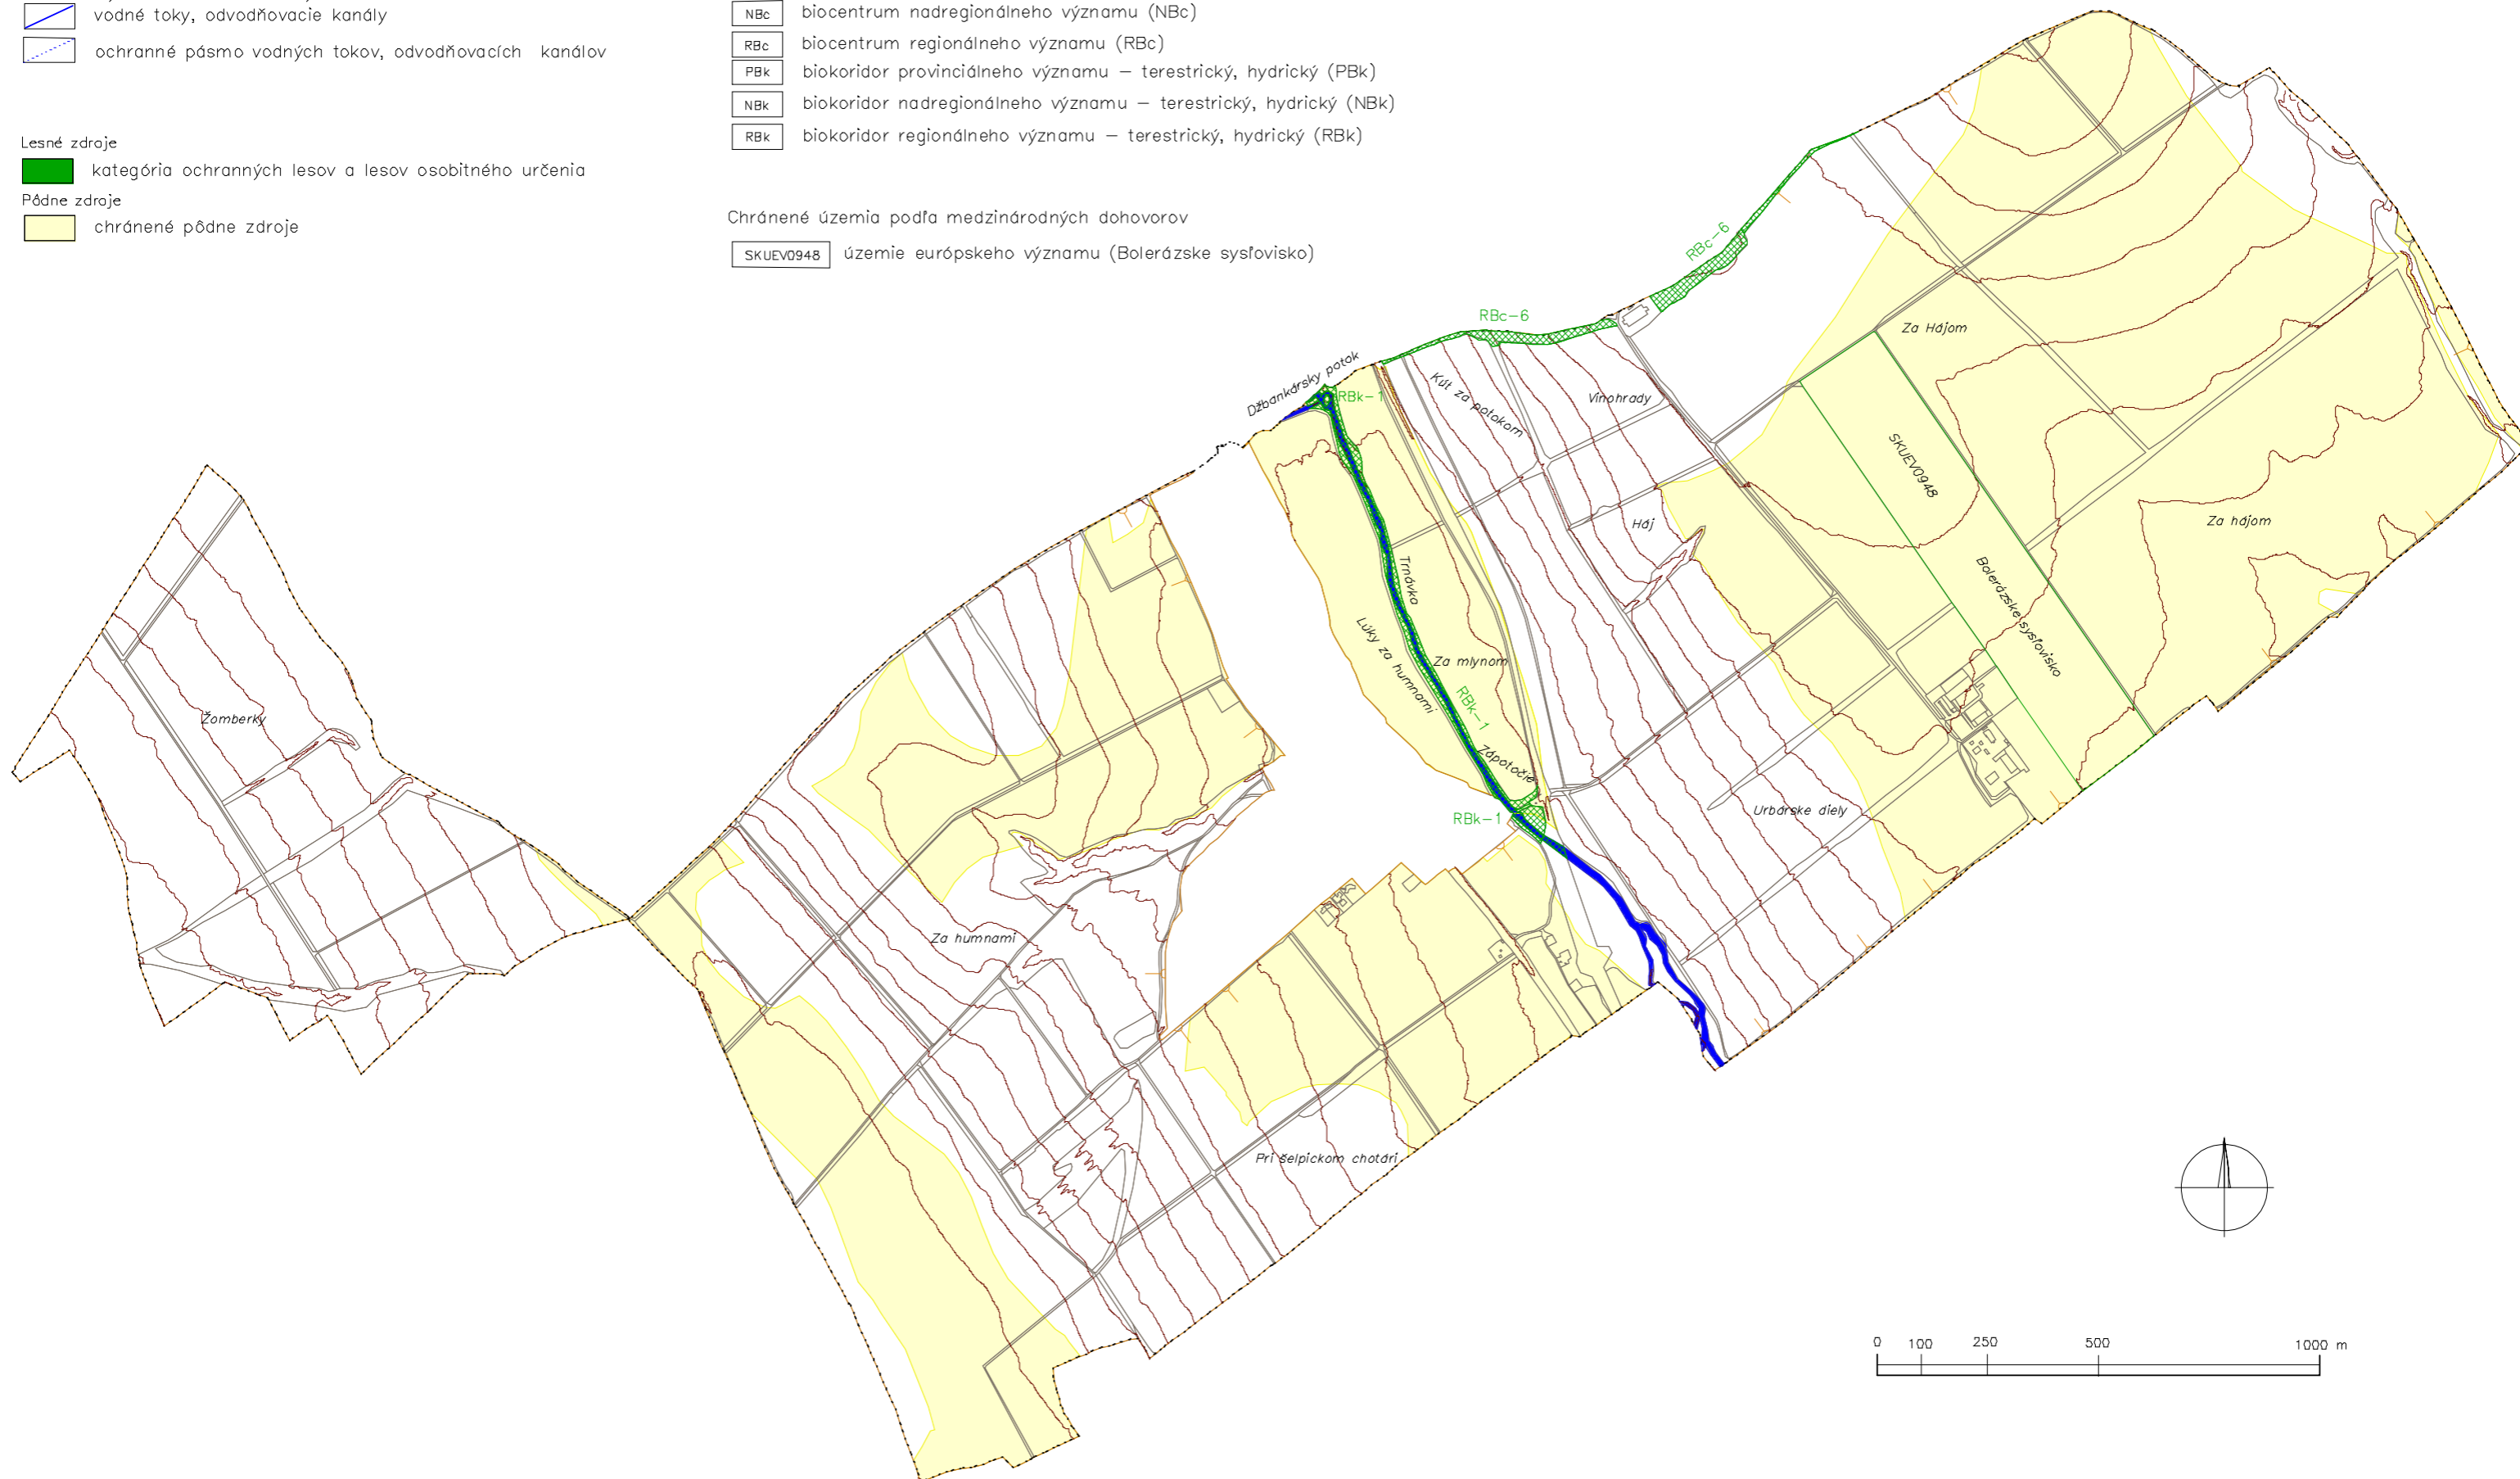 vodné toky, odvodňovacie kanály
ochranné pásmo vodných tokov, odvodňovacích kanálov
Lesné zdroje
kategória ochranných lesov a lesov osobitného určenia
Pôdne zdroje
chránené pôdne zdroje
NBc biocentrum nadregionálneho významu (NBc)
RBc biocentrum regionálneho významu (RBc)
PBk biokoridor provinciálneho významu – terestrický, hydrický (PBk)
NBk biokoridor nadregionálneho významu – terestrický, hydrický (NBk)
RBk biokoridor regionálneho významu – terestrický, hydrický (RBk)
Chránené územia podľa medzinárodných dohovorov
SKUEV0948 územie európskeho významu (Bolerázske sysľovisko)
RBc-6
RBc-6
Za Hájom
Džbankársky potok
RBk-1
Kút za potokom
Vinohrady
SKUEV0948
Háj
Za hájom
Trnávka
Bolerázske sysľovisko
Lúky za humnami
Za mlynom
RBk-1
Žomberky
Zápotočie
RBk-1
Urbárske diely
Za humnami
Pri šelpickom chotári
0 100 250 500 1000 m